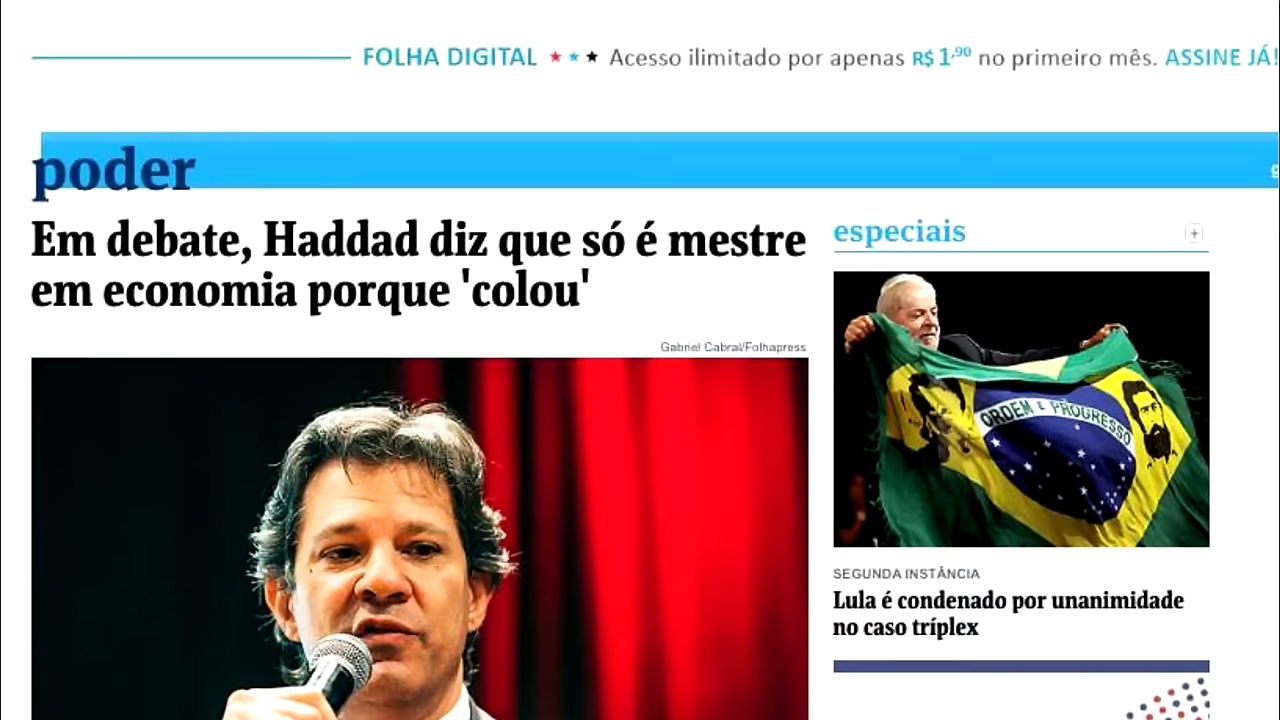 FOLHA DIGITAL ★ ★ ★ Acesso ilimitado por apenas R$ 1,90 no primeiro mês. ASSINE JÁ!
poder
Em debate, Haddad diz que só é mestre
em economia porque 'colou'
Gabriel Cabral/Folhapress
especiais
+
ORDEM E PROGRESSO
SEGUNDA INSTÂNCIA
Lula é condenado por unanimidade
no caso tríplex